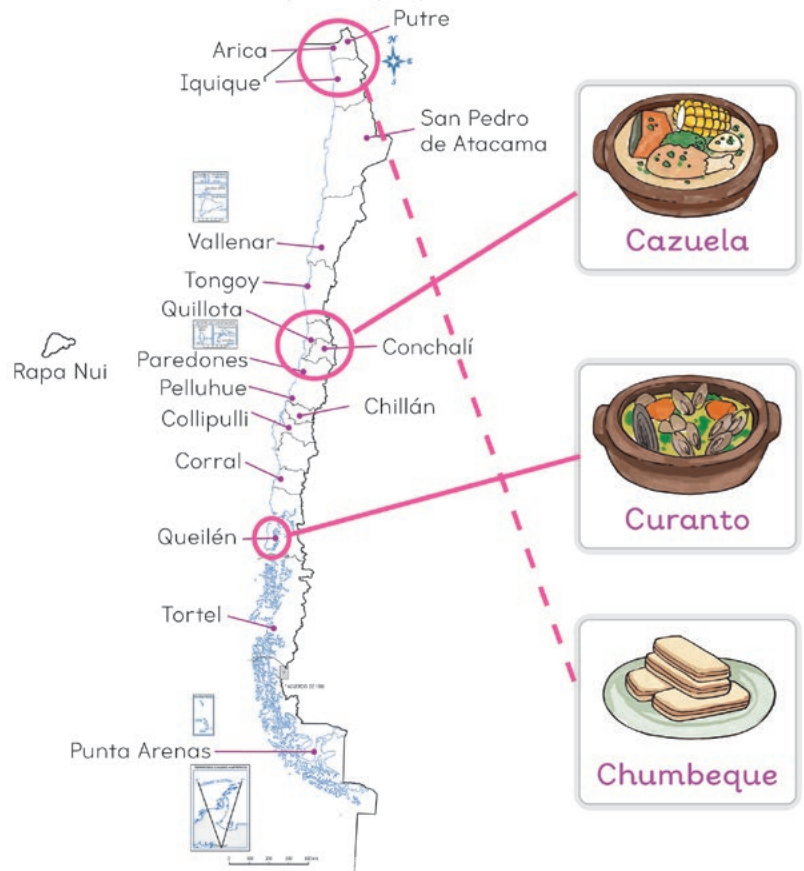 Putre
Arica
Iquique
N
S
San Pedro
de Atacama
Vallenar
Cazuela
Tongoy
Quillota
Conchalí
Rapa Nui
Paredones
Pelluhue
Chillán
Collipulli
Corral
Curanto
Queilén
Tortel
Punta Arenas
Chumbeque